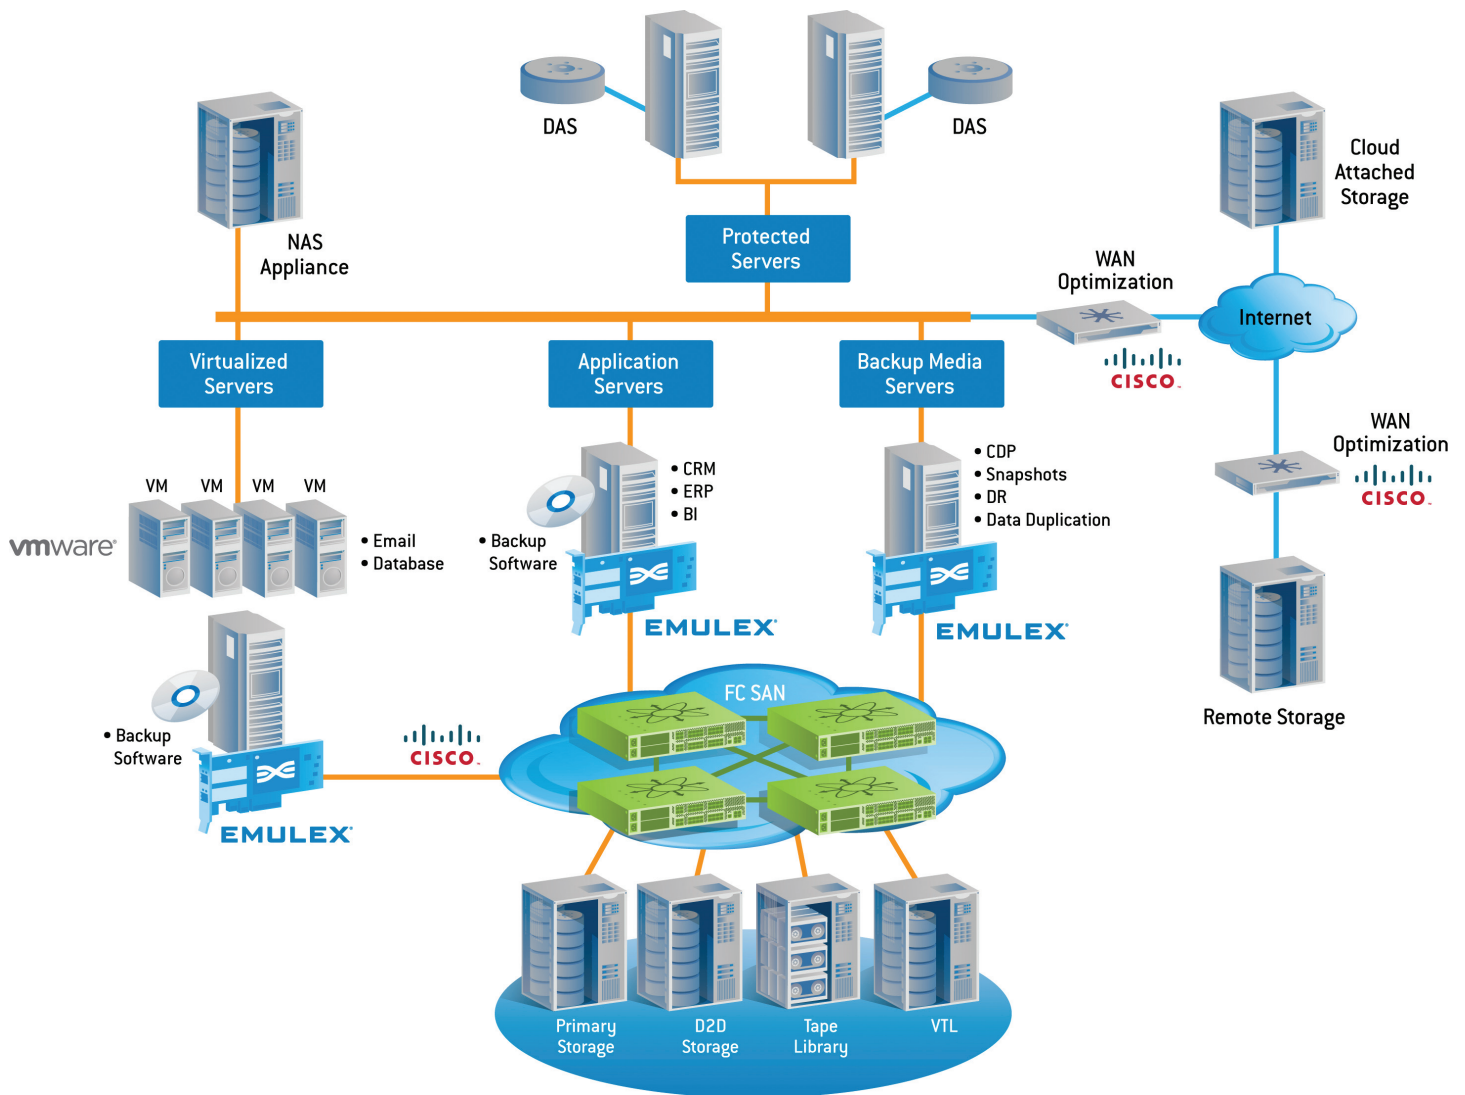 DAS
DAS
Cloud
Attached
Storage
NAS
Appliance
Protected
Servers
WAN
Optimization
Internet
CISCO
Virtualized
Servers
Application
Servers
Backup Media
Servers
WAN
Optimization
CISCO
VM VM VM VM
vmware®
• Email
• Database
• CRM
• ERP
• BI
• Backup
Software
EMULEX®
• CDP
• Snapshots
• DR
• Data Duplication
EMULEX®
Remote Storage
• Backup
Software
EMULEX®
CISCO
FC SAN
Primary
Storage
D2D
Storage
Tape
Library
VTL